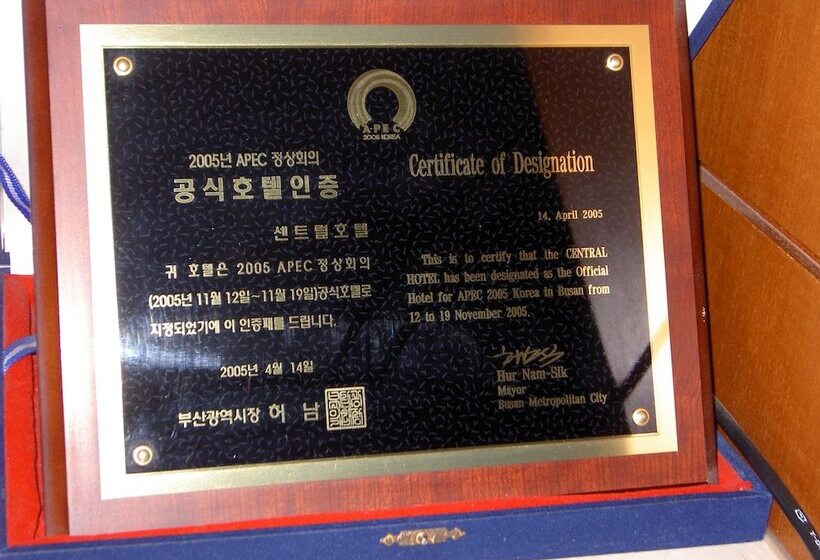 APEC
2005 KOREA
2005년 APEC 정상회의
공식호텔인증
센트럴호텔
귀 호텔은 2005 APEC 정상회의
(2005년 11월 12일~11월 19일)공식호텔로
지정되었기에 이 인증패를 드립니다.
2005년 4월 14일
부산광역시장 허 남
Certificate of Designation
14, April 2005
This is to certify that the CENTRAL
HOTEL has been designated as the Official
Hotel for APEC 2005 Korea in Busan from
12 to 19 November 2005.
Hur Nam-Sik
Mayor
Busan Metropolitan City